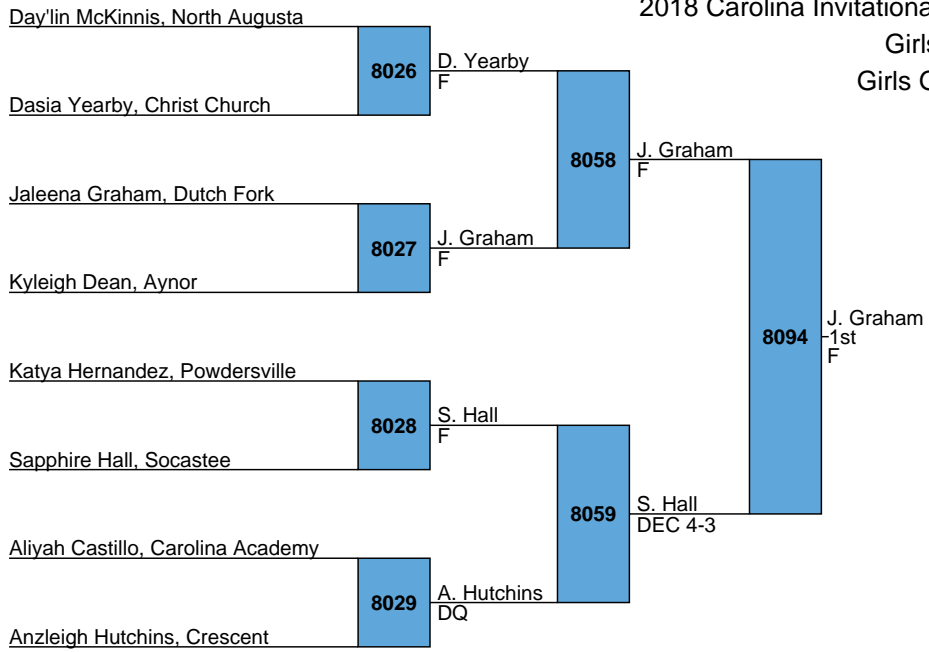 2018 Carolina Invitationa
Girls
Girls
Day'lin McKinnis, North Augusta
8026
D. Yearby
F
Dasia Yearby, Christ Church
8058
J. Graham
F
Jaleena Graham, Dutch Fork
8027
J. Graham
F
Kyleigh Dean, Aynor
8094
J. Graham
1st
F
Katya Hernandez, Powdersville
8028
S. Hall
F
Sapphire Hall, Socastee
8059
S. Hall
DEC 4-3
Aliyah Castillo, Carolina Academy
8029
A. Hutchins
DQ
Anzleigh Hutchins, Crescent